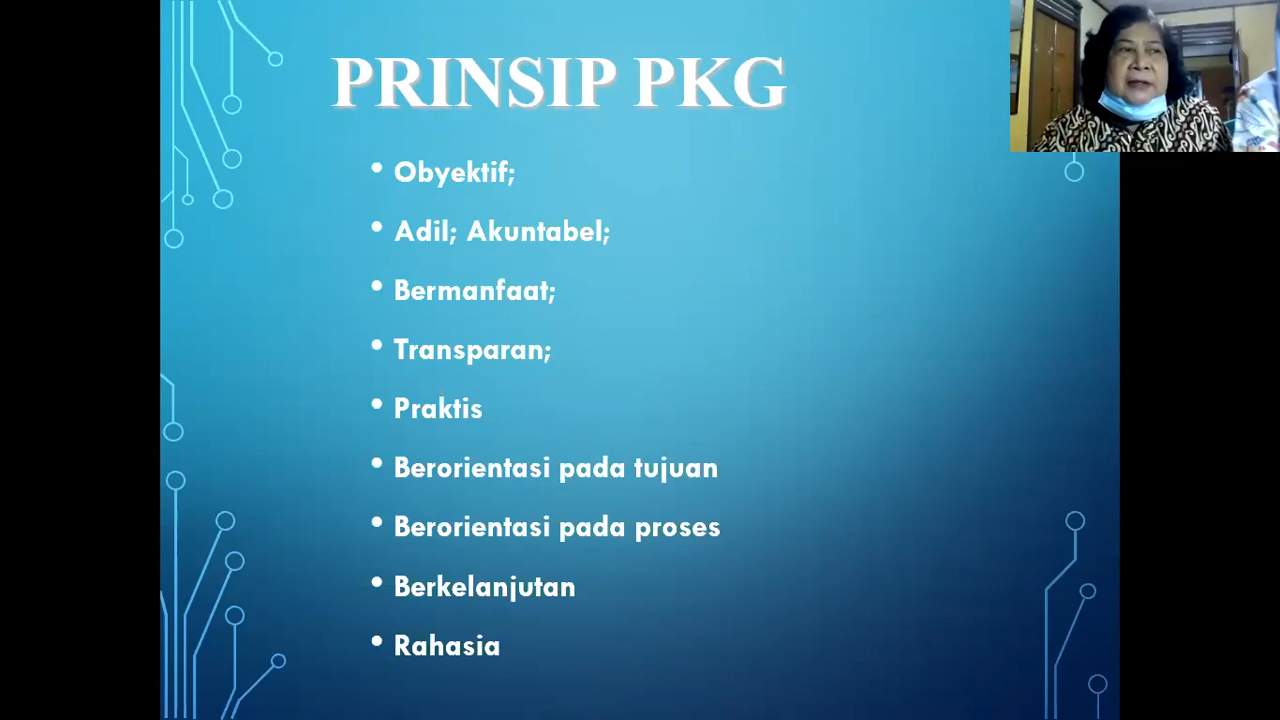 PRINSIP PKG
• Obyektif;
• Adil; Akuntabel;
• Bermanfaat;
• Transparan;
• Praktis
• Berorientasi pada tujuan
• Berorientasi pada proses
• Berkelanjutan
• Rahasia